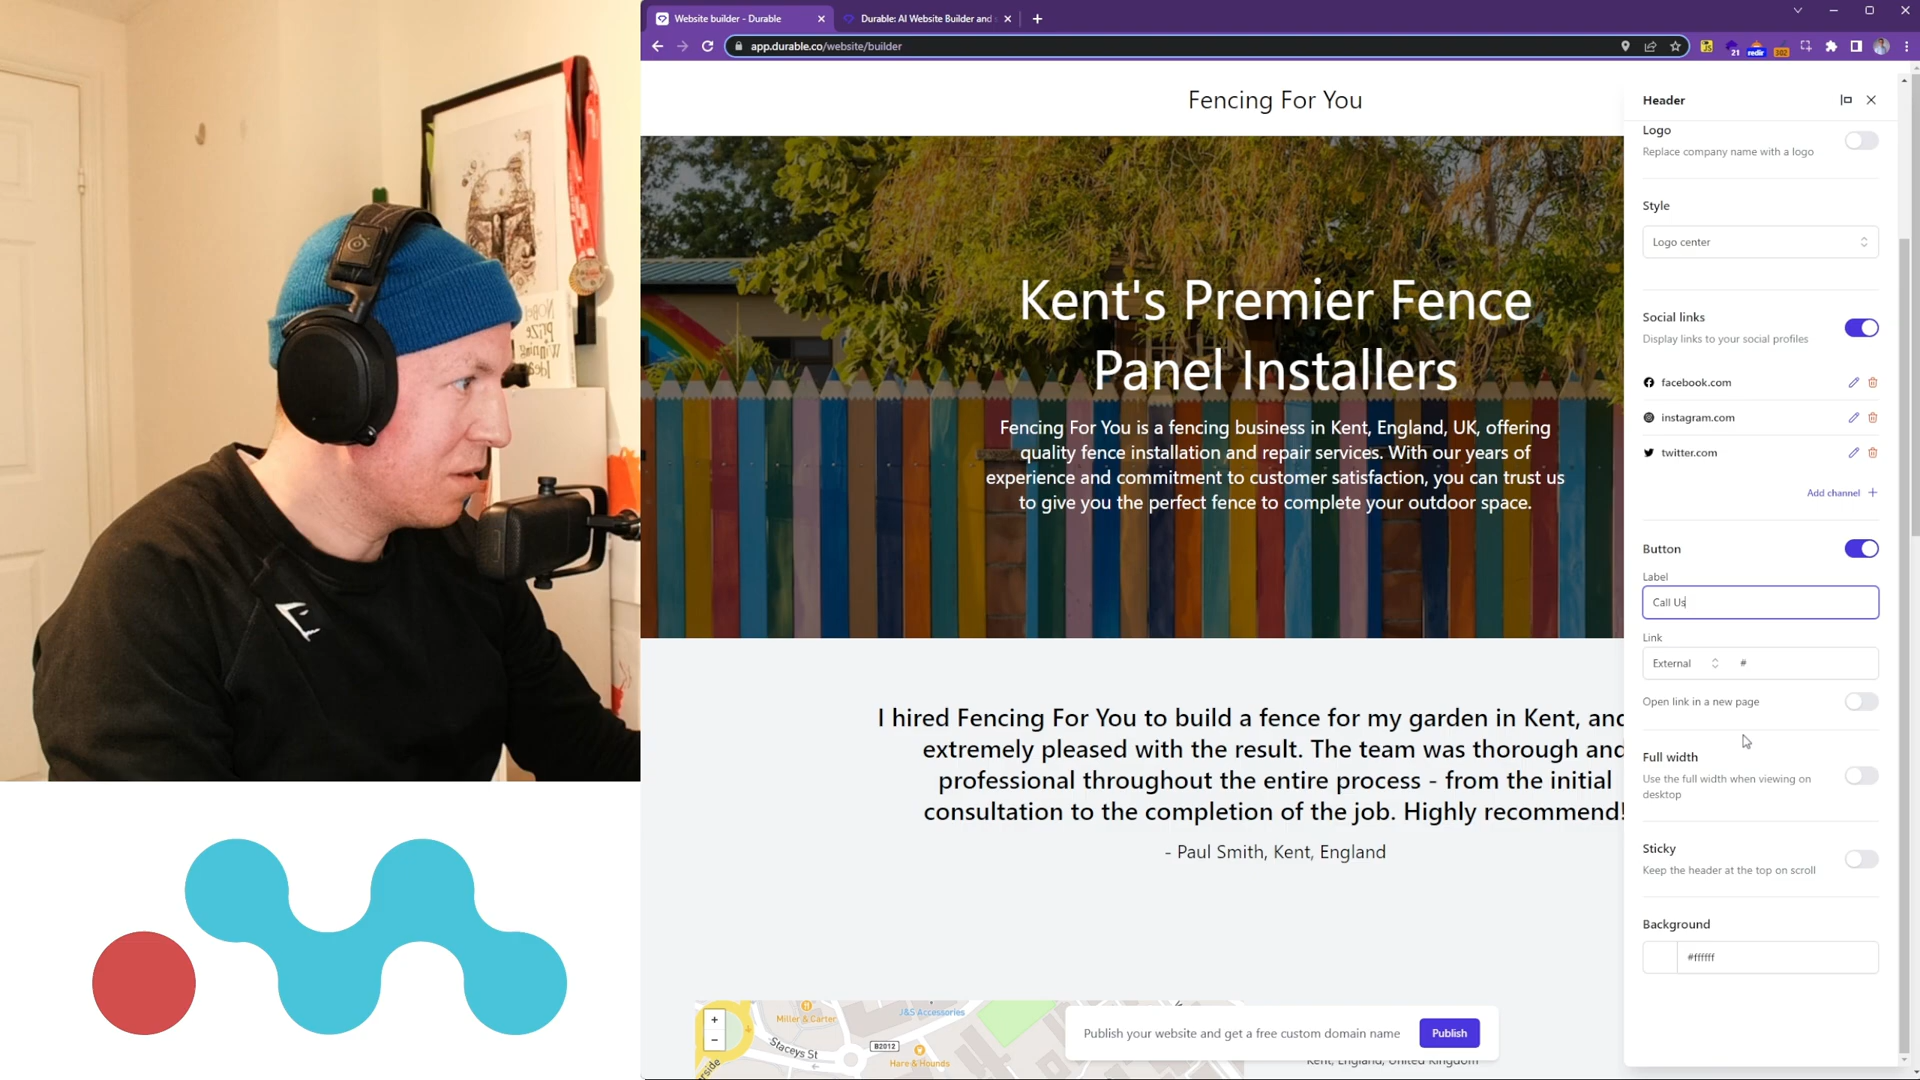 Website builder - Durable
Durable: AI Website Builder and
app.durable.co/website/builder
21
redir
302
Fencing For You
Kent's Premier Fence
Panel Installers
Fencing For You is a fencing business in Kent, England, UK, offering
quality fence installation and repair services. With our years of
experience and commitment to customer satisfaction, you can trust us
to give you the perfect fence to complete your outdoor space.
I hired Fencing For You to build a fence for my garden in Kent, and
extremely pleased with the result. The team was thorough and
professional throughout the entire process - from the initial
consultation to the completion of the job. Highly recommend!
- Paul Smith, Kent, England
+
−
Miller & Carter
J&S Accessories
Staceys St
B2012
Hare & Hounds
Publish your website and get a free custom domain name
Publish
Kent, England, United Kingdom
Header
Logo
Replace company name with a logo
Style
Logo center
Social links
Display links to your social profiles
facebook.com
instagram.com
twitter.com
Add channel +
Button
Label
Call Us
Link
External
#
Open link in a new page
Full width
Use the full width when viewing on
desktop
Sticky
Keep the header at the top on scroll
Background
#ffffff
NOBEL
Prize
Winning
Ideas